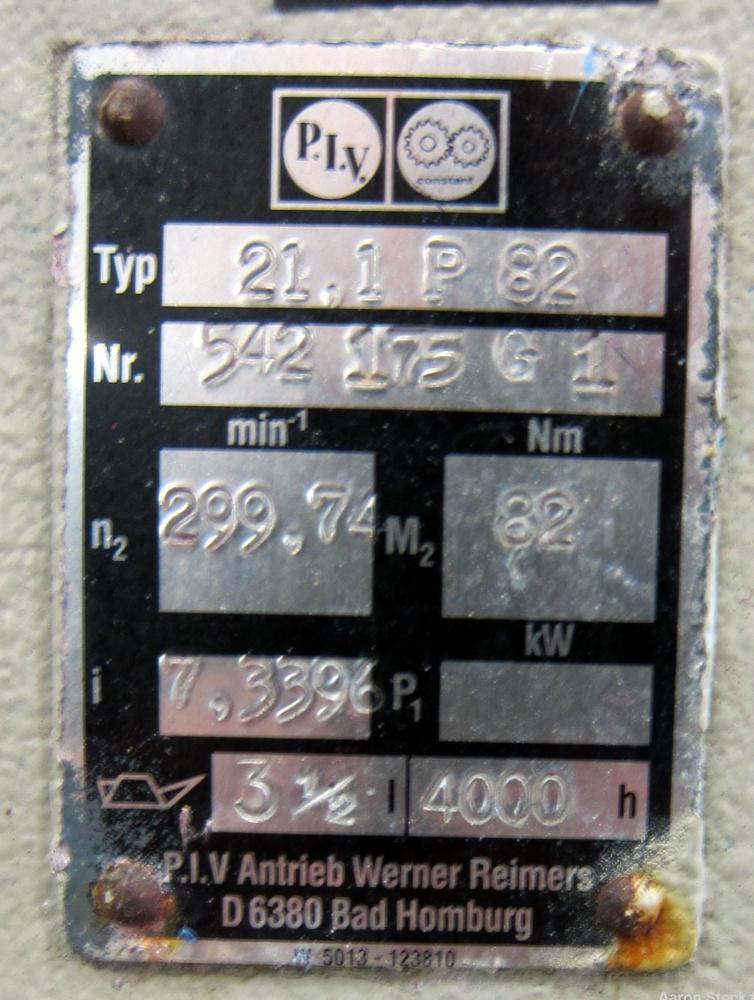 P.I.V.
constant
Typ 21,1 P 82
Nr. 542 175 G 1
min⁻¹ Nm
n₂ 299,74 M₂ 82
kW
i 7,3396 P₁
3 ½ l 4000 h
P.I.V Antrieb Werner Reimers
D 6380 Bad Homburg
W 5013 - 123810